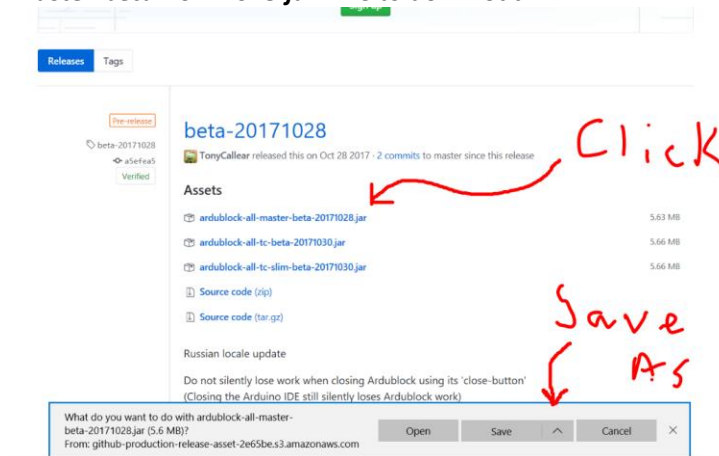 Sign up
Releases Tags
Pre-release
beta-20171028
a5efea5
Verified
beta-20171028
TonyCallear released this on Oct 28 2017 · 2 commits to master since this release
Assets
ardublock-all-master-beta-20171028.jar 5.63 MB
ardublock-all-tc-beta-20171030.jar 5.66 MB
ardublock-all-tc-slim-beta-20171030.jar 5.66 MB
Source code (zip)
Source code (tar.gz)
Russian locale update
Do not silently lose work when closing Ardublock using its 'close-button'
(Closing the Arduino IDE still silently loses Ardublock work)
Click
Save
As
What do you want to do with ardublock-all-master-
beta-20171028.jar (5.6 MB)?
From: github-production-release-asset-2e65be.s3.amazonaws.com
Open Save Cancel